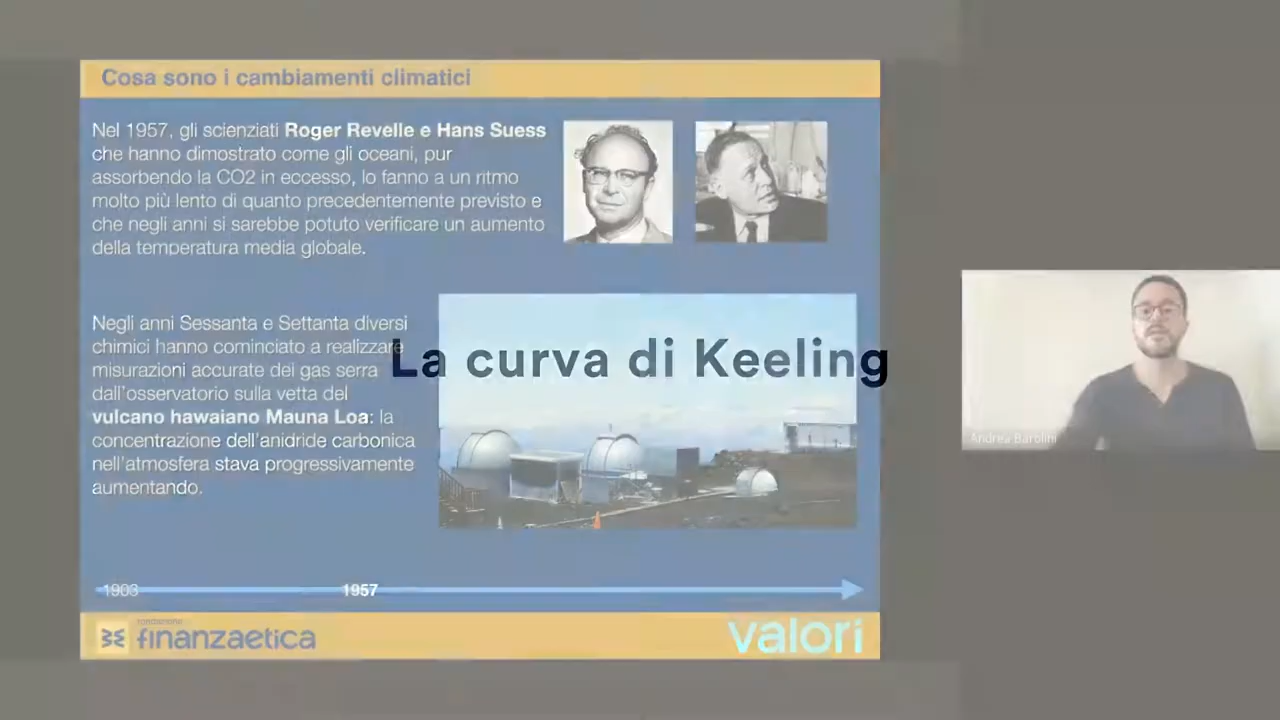 Cosa sono i cambiamenti climatici
Nel 1957, gli scienziati Roger Revelle e Hans Suess
che hanno dimostrato come gli oceani, pur
assorbendo la CO2 in eccesso, lo fanno a un ritmo
molto più lento di quanto precedentemente previsto e
che negli anni si sarebbe potuto verificare un aumento
della temperatura media globale.
Negli anni Sessanta e Settanta diversi
chimici hanno cominciato a realizzare
misurazioni accurate dei gas serra
dall'osservatorio sulla vetta del
vulcano hawaiano Mauna Loa: la
concentrazione dell'anidride carbonica
nell'atmosfera stava progressivamente
aumentando.
La curva di Keeling
Andrea Barolini
1903
1957
fondazione
finanzaetica
valori